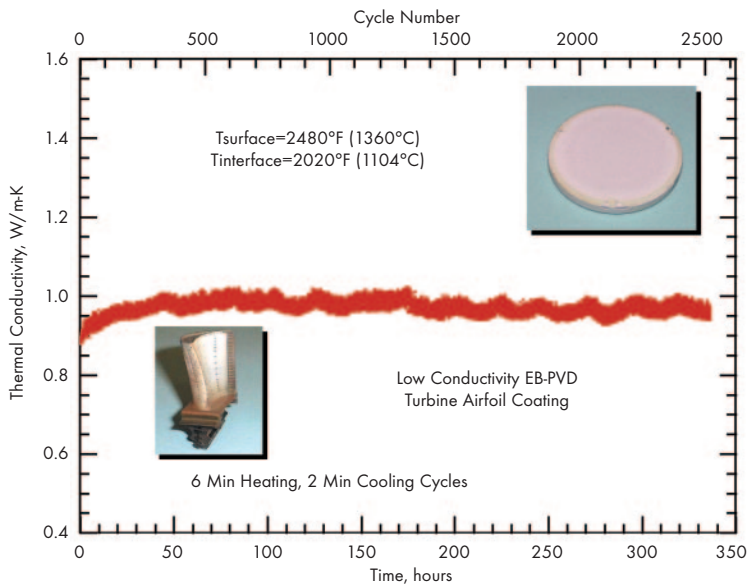 Cycle Number
0 500 1000 1500 2000 2500
1.6
1.4
1.2
1.0
0.8
0.6
0.4
Thermal Conductivity, W/m-K
Tsurface=2480°F (1360°C)
Tinterface=2020°F (1104°C)
Low Conductivity EB-PVD
Turbine Airfoil Coating
6 Min Heating, 2 Min Cooling Cycles
0 50 100 150 200 250 300 350
Time, hours